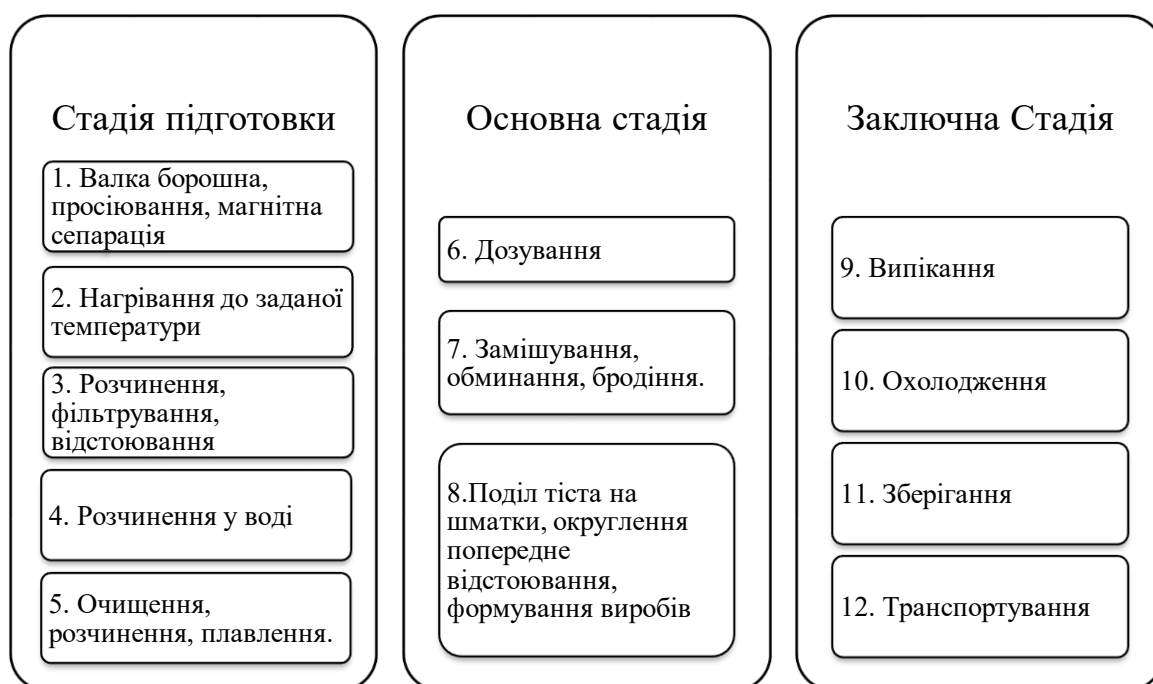 Стадія підготовки
1. Валка борошна,
просіювання, магнітна
сепарація
2. Нагрівання до заданої
температури
3. Розчинення,
фільтрування,
відстоювання
4. Розчинення у воді
5. Очищення,
розчинення, плавлення.
Основна стадія
6. Дозування
7. Замішування,
обминання, бродіння.
8.Поділ тіста на
шматки, округлення
попередне
відстоювання,
формування виробів
Заключна Стадія
9. Випікання
10. Охолодження
11. Зберігання
12. Транспортування